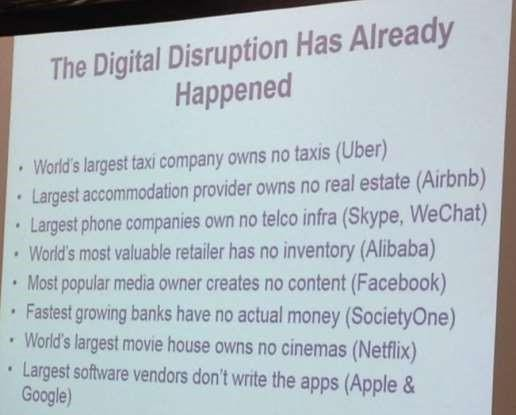 The Digital Disruption Has Already
Happened
• World's largest taxi company owns no taxis (Uber)
• Largest accommodation provider owns no real estate (Airbnb)
• Largest phone companies own no telco infra (Skype, WeChat)
• World's most valuable retailer has no inventory (Alibaba)
• Most popular media owner creates no content (Facebook)
• Fastest growing banks have no actual money (SocietyOne)
• World's largest movie house owns no cinemas (Netflix)
• Largest software vendors don't write the apps (Apple &
Google)